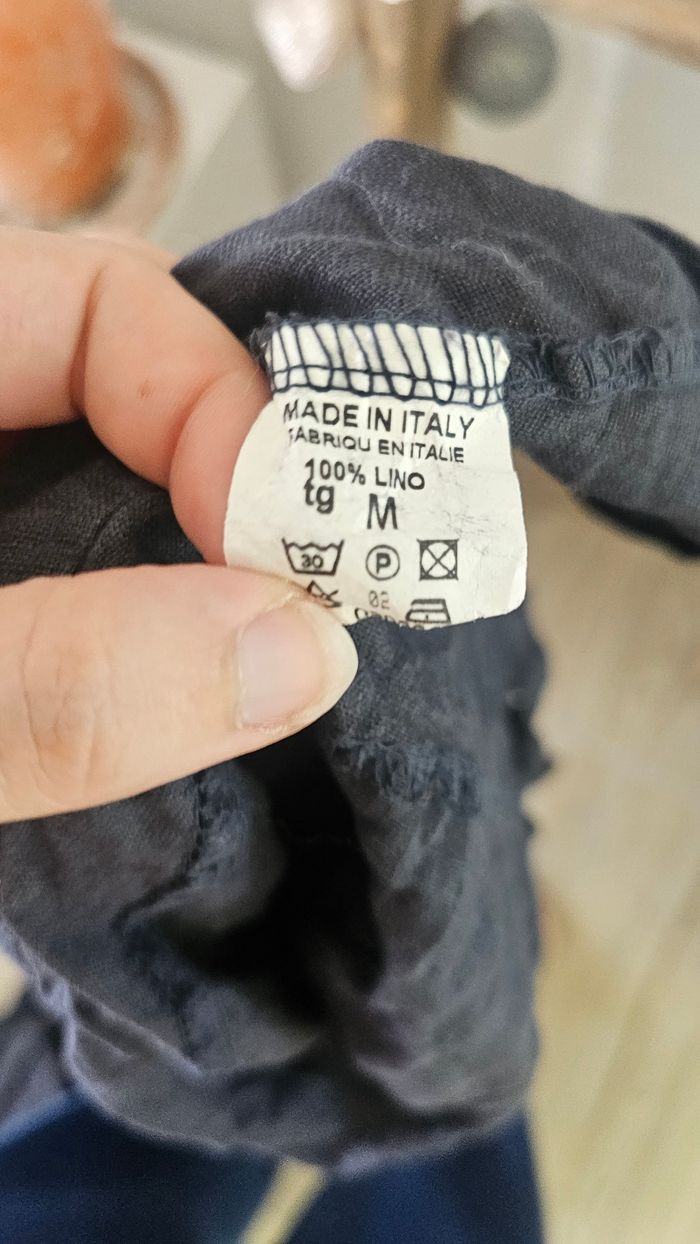 MADE IN ITALY
FABRIQU EN ITALIE
100% LINO
tg M
30 P
02